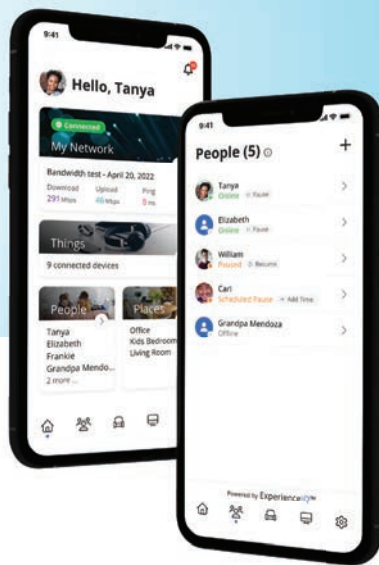 9:41
Hello, Tanya
Connected
My Network
Bandwidth test - April 20, 2022
Download Upload Ping
291 Mbps 46 Mbps 8 ms
Things
9 connected devices
People
Places
Tanya
Elizabeth
Frankie
Grandpa Mendo...
2 more ...
Office
Kids Bedroom
Living Room
9:41
People (5)
Tanya
Online Pause
Elizabeth
Online Pause
William
Paused Resume
Carl
Scheduled Pause + Add Time
Grandpa Mendoza
Offline
Powered by ExperienceIQ™